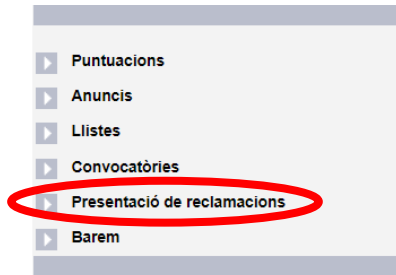 Puntuacions
Anuncis
Llistes
Convocatòries
Presentació de reclamacions
Barem